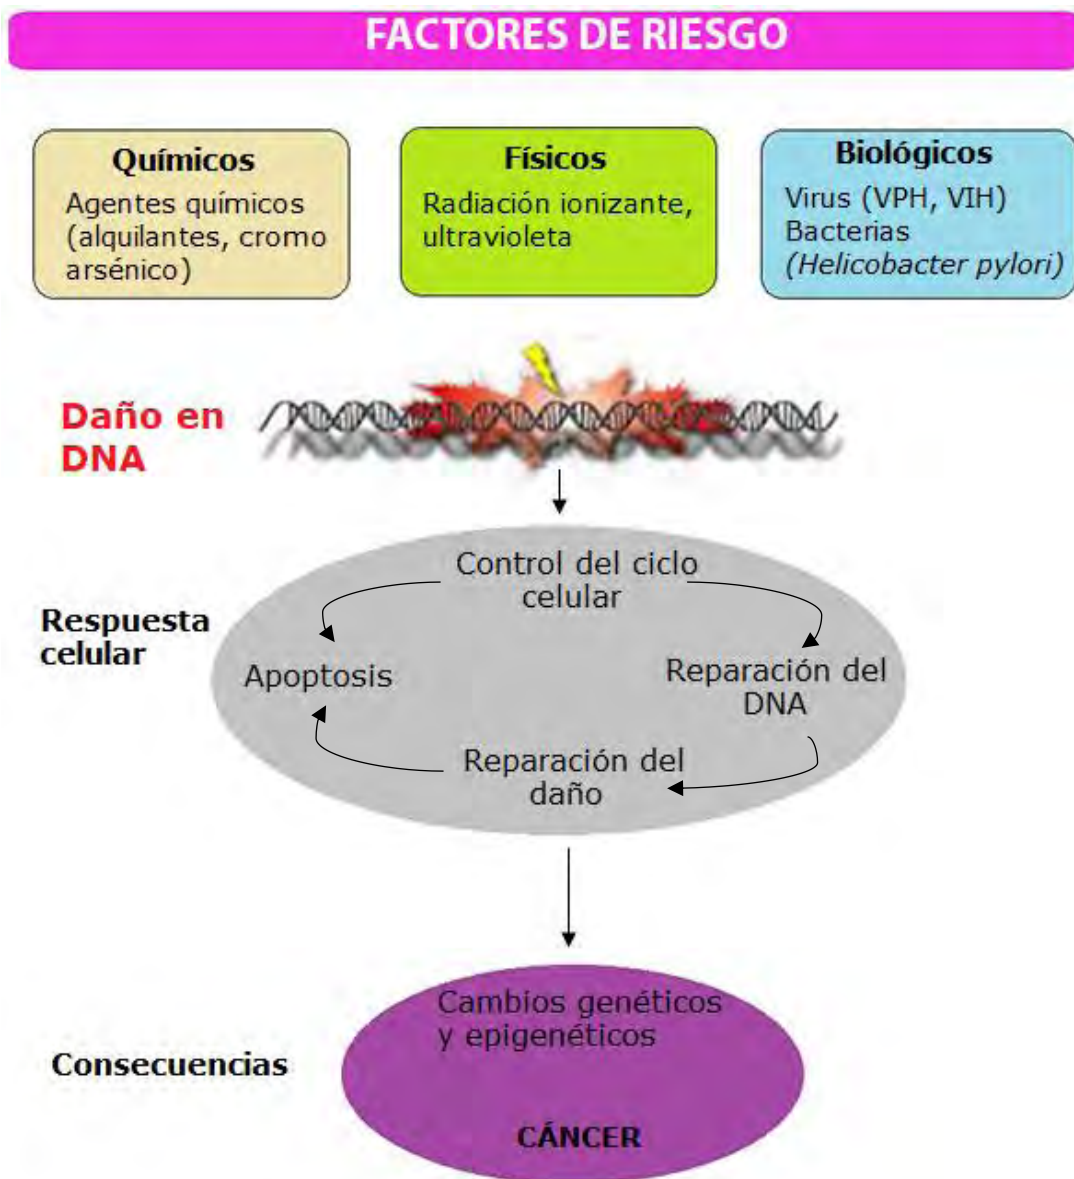 FACTORES DE RIESGO
Químicos
Agentes químicos
(alquilantes, cromo
arsénico)
Físicos
Radiación ionizante,
ultravioleta
Biológicos
Virus (VPH, VIH)
Bacterias
(Helicobacter pylori)
Daño en
DNA
Control del ciclo
celular
Respuesta
celular
Apoptosis
Reparación del
DNA
Reparación del
daño
Cambios genéticos
y epigenéticos
Consecuencias
CÁNCER